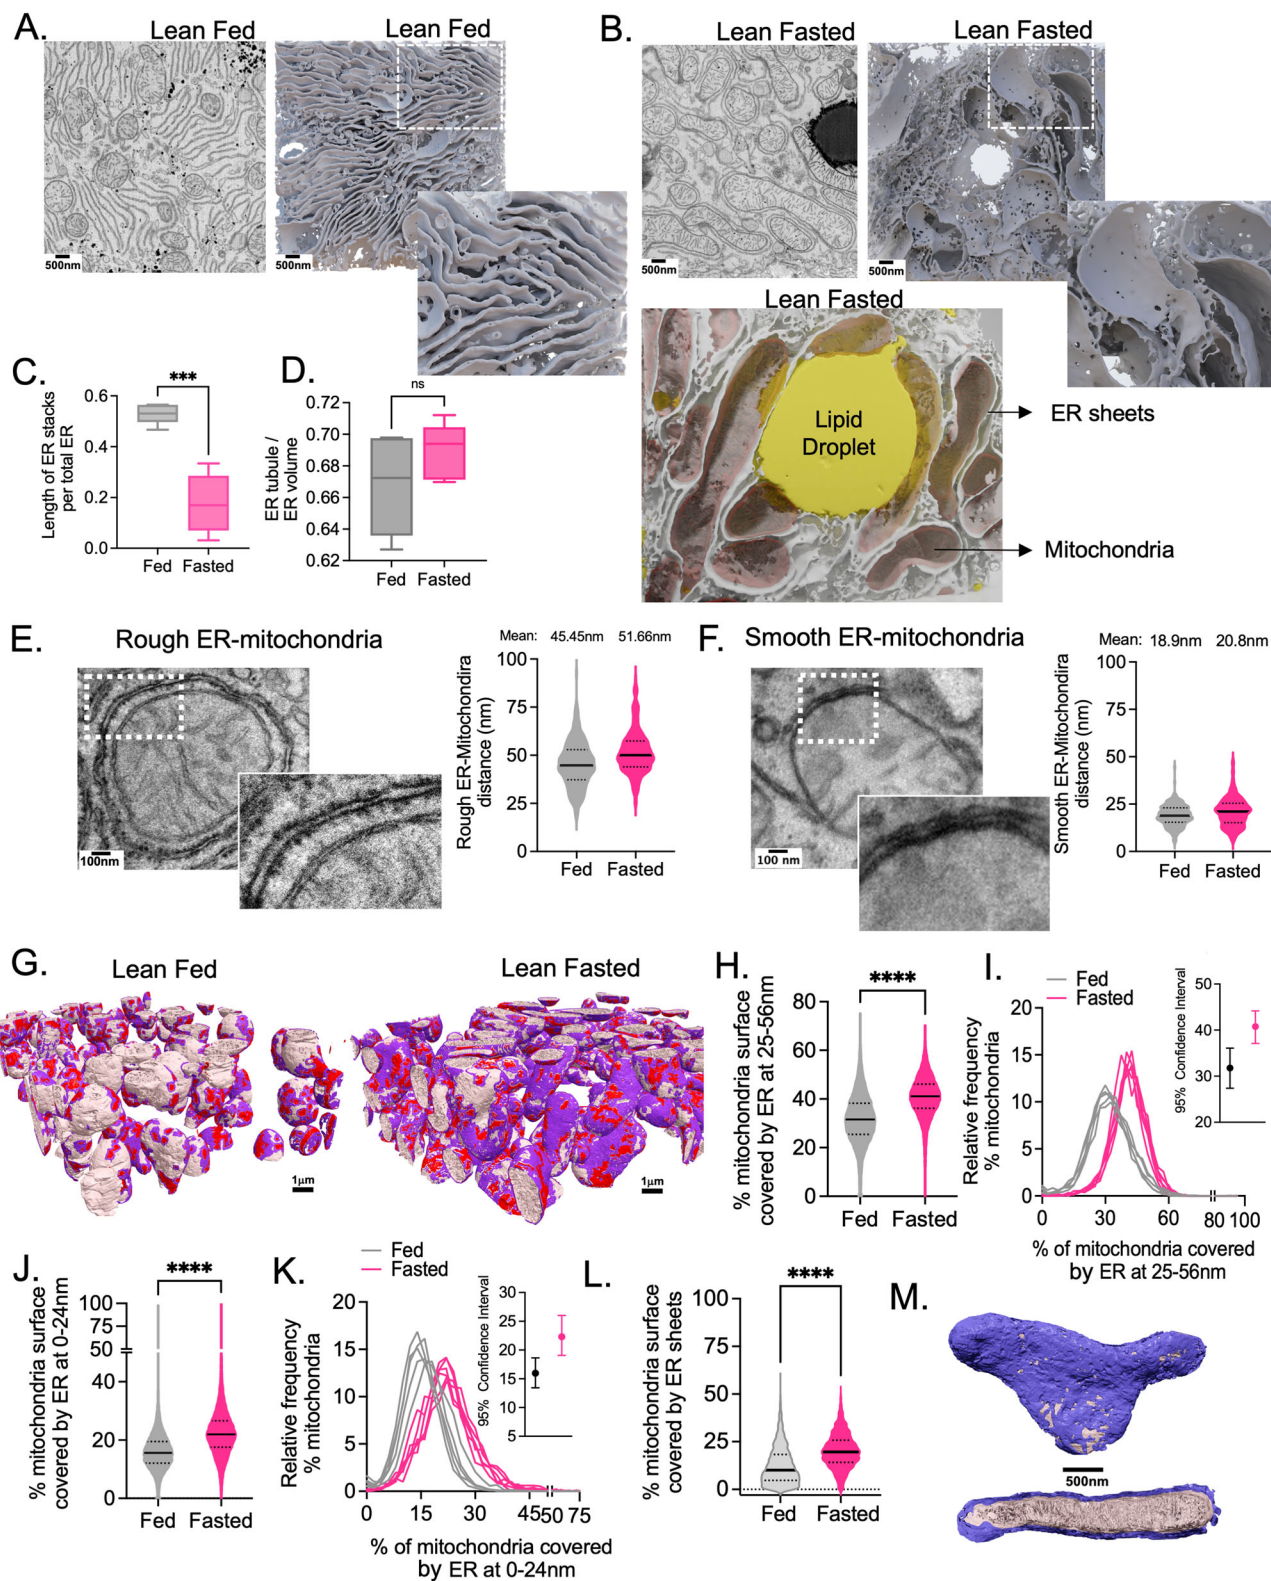 A.
Lean Fed
Lean Fed
500nm
500nm
B.
Lean Fasted
Lean Fasted
500nm
500nm
Lean Fasted
Lipid
Droplet
ER sheets
Mitochondria
C.
***
Length of ER stacks
per total ER
0.6
0.4
0.2
0.0
Fed Fasted
D.
ns
ER tubule /
ER volume
0.72
0.70
0.68
0.66
0.64
0.62
0.60
Fed Fasted
E.
Rough ER-mitochondria
100nm
Mean: 45.45nm 51.66nm
Rough ER-Mitochondira
distance (nm)
100
75
50
25
0
Fed Fasted
F.
Smooth ER-mitochondria
100 nm
Mean: 18.9nm 20.8nm
Smooth ER-Mitochondira
distance (nm)
100
75
50
25
0
Fed Fasted
G.
Lean Fed
Lean Fasted
1µm
1µm
H.
****
% mitochondria surface
covered by ER at 25-56nm
80
60
40
20
0
Fed Fasted
I.
Fed
Fasted
Relative frequency
% mitochondria
20
15
10
5
0
0 30 60 80 100
% of mitochondria covered
by ER at 25-56nm
95% Confidence Interval
50
40
30
20
J.
****
% mitochondria surface
covered by ER at 0-24nm
100
75
50
40
20
0
Fed Fasted
K.
Fed
Fasted
Relative frequency
% mitochondria
20
15
10
5
0
0 15 30 45 50 75
% of mitochondria covered
by ER at 0-24nm
95% Confidence Interval
30
25
20
15
10
5
L.
****
% mitochondria surface
covered by ER sheets
100
75
50
25
0
Fed Fasted
M.
500nm